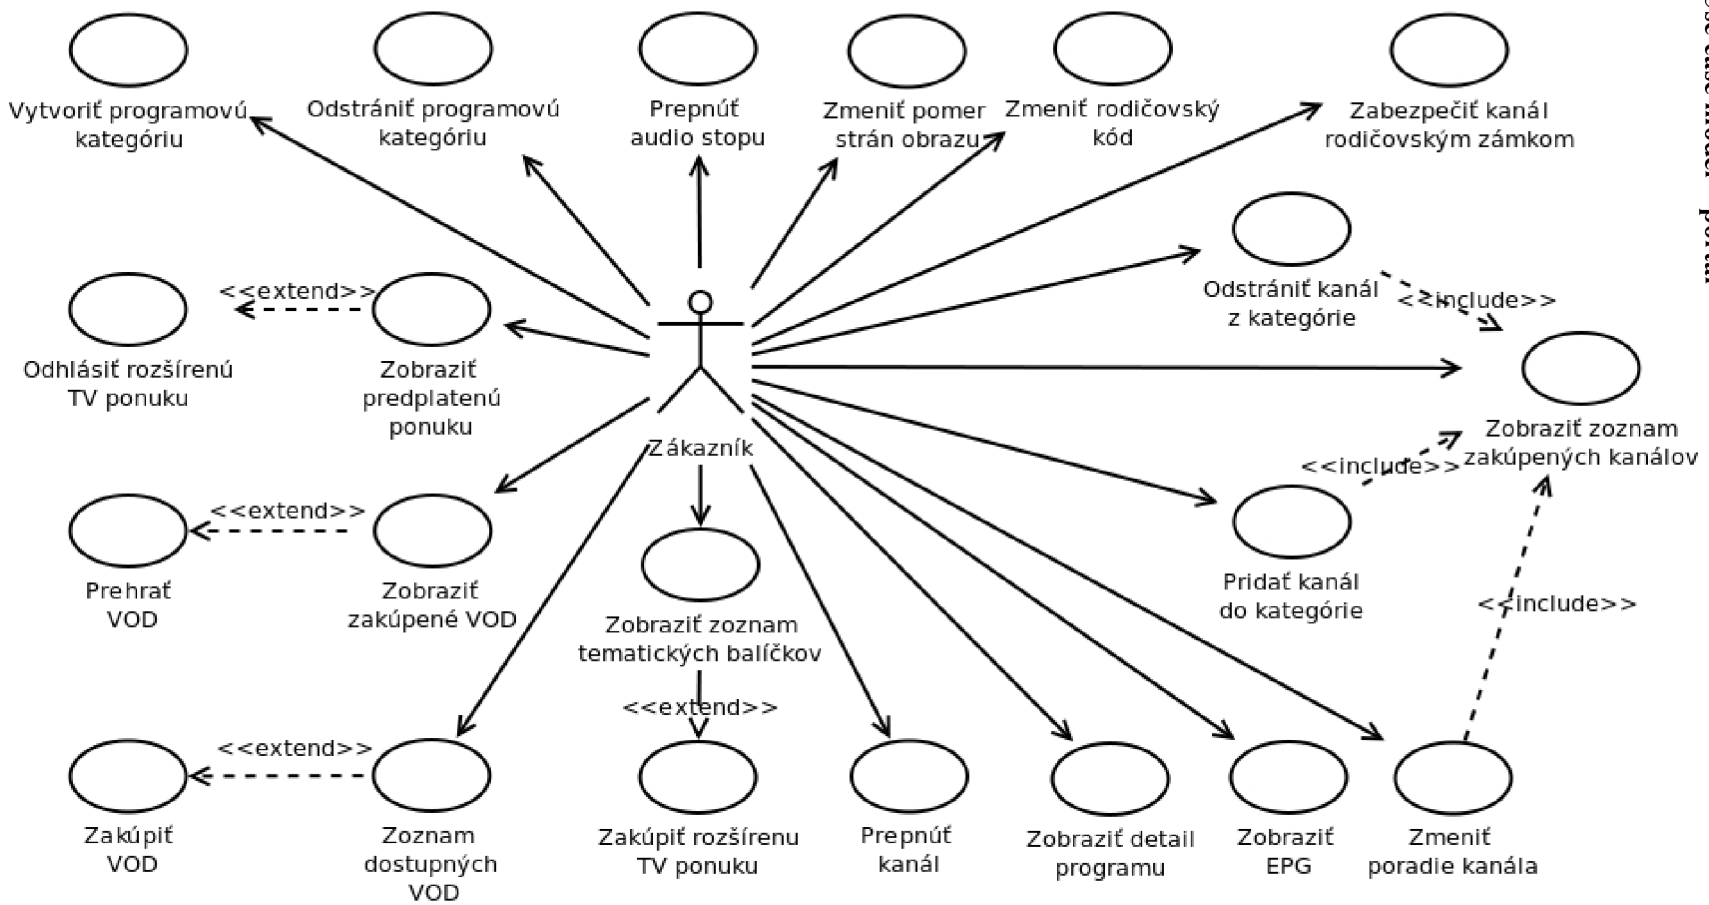 Vytvoriť programovú
kategóriu
Odstrániť programovú
kategóriu
Prepnúť
audio stopu
Zmeniť pomer
strán obrazu
Zmeniť rodičovský
kód
Zabezpečiť kanál
rodičovským zámkom
Odstrániť kanál
z kategórie
<<include>>
<<extend>>
Odhlásiť rozšírenú
TV ponuku
Zobraziť
predplatenú
ponuku
Zákazník
Zobraziť zoznam
zakúpených kanálov
<<include>>
<<extend>>
Prehrať
VOD
Zobraziť
zakúpené VOD
Zobraziť zoznam
tematických balíčkov
<<extend>>
Pridať kanál
do kategórie
<<include>>
<<extend>>
Zakúpiť
VOD
Zoznam
dostupných
VOD
Zakúpiť rozšírenu
TV ponuku
Prepnúť
kanál
Zobraziť detail
programu
Zobraziť
EPG
Zmeniť
poradie kanála